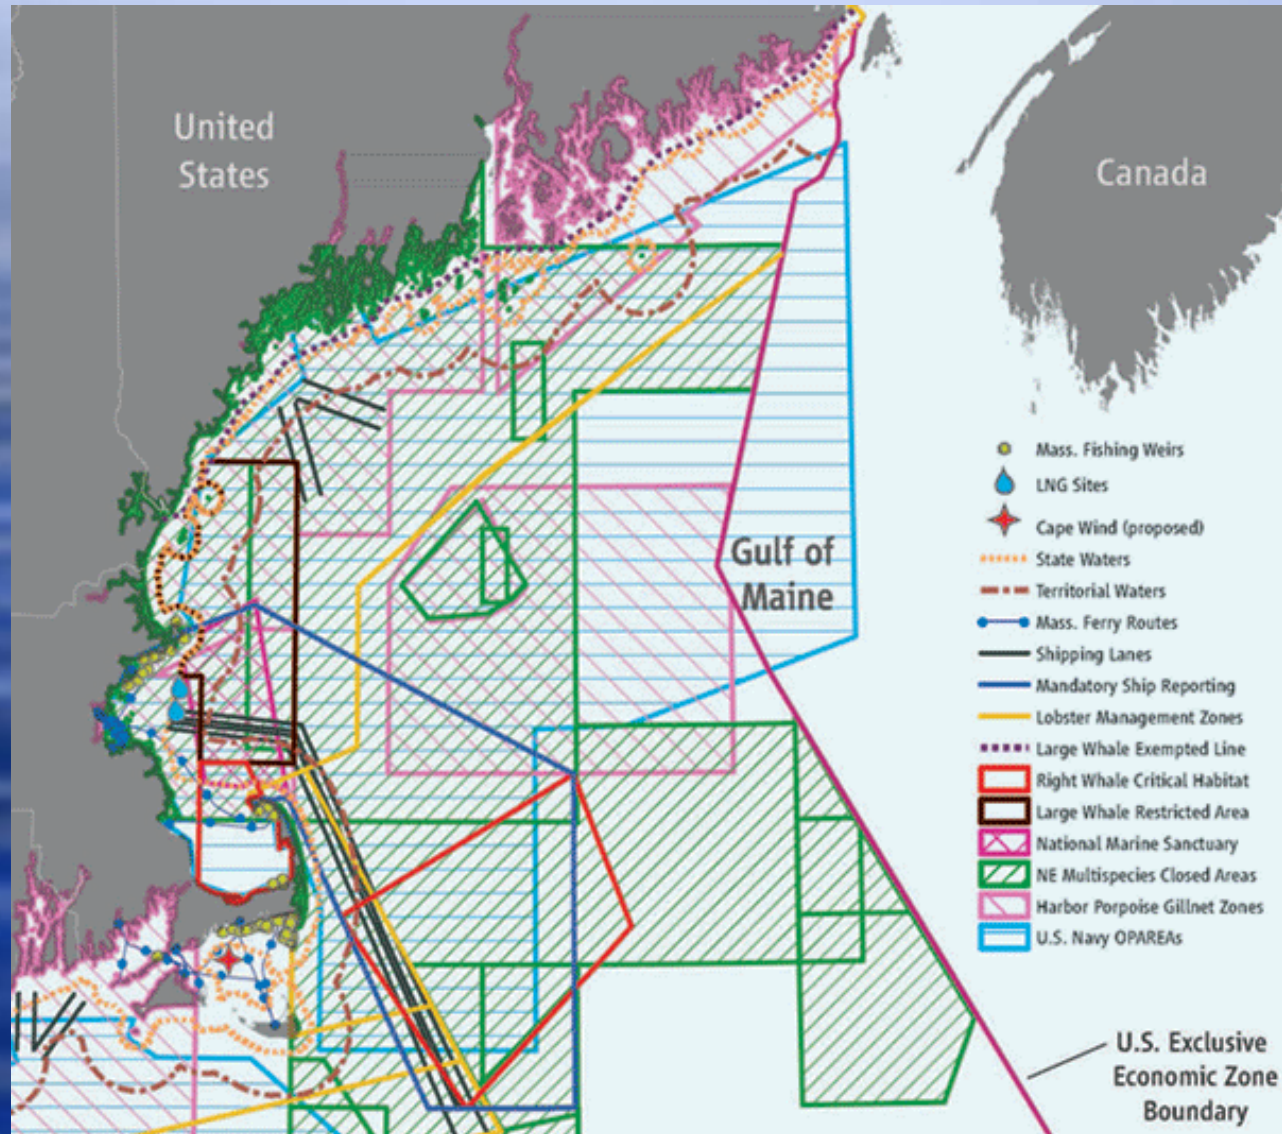 United
States
Canada
Gulf of
Maine
Mass. Fishing Weirs
LNG Sites
Cape Wind (proposed)
State Waters
Territorial Waters
Mass. Ferry Routes
Shipping Lanes
Mandatory Ship Reporting
Lobster Management Zones
Large Whale Exempted Line
Right Whale Critical Habitat
Large Whale Restricted Area
National Marine Sanctuary
NE Multispecies Closed Areas
Harbor Porpoise Gillnet Zones
U.S. Navy OPAREAs
U.S. Exclusive
Economic Zone
Boundary